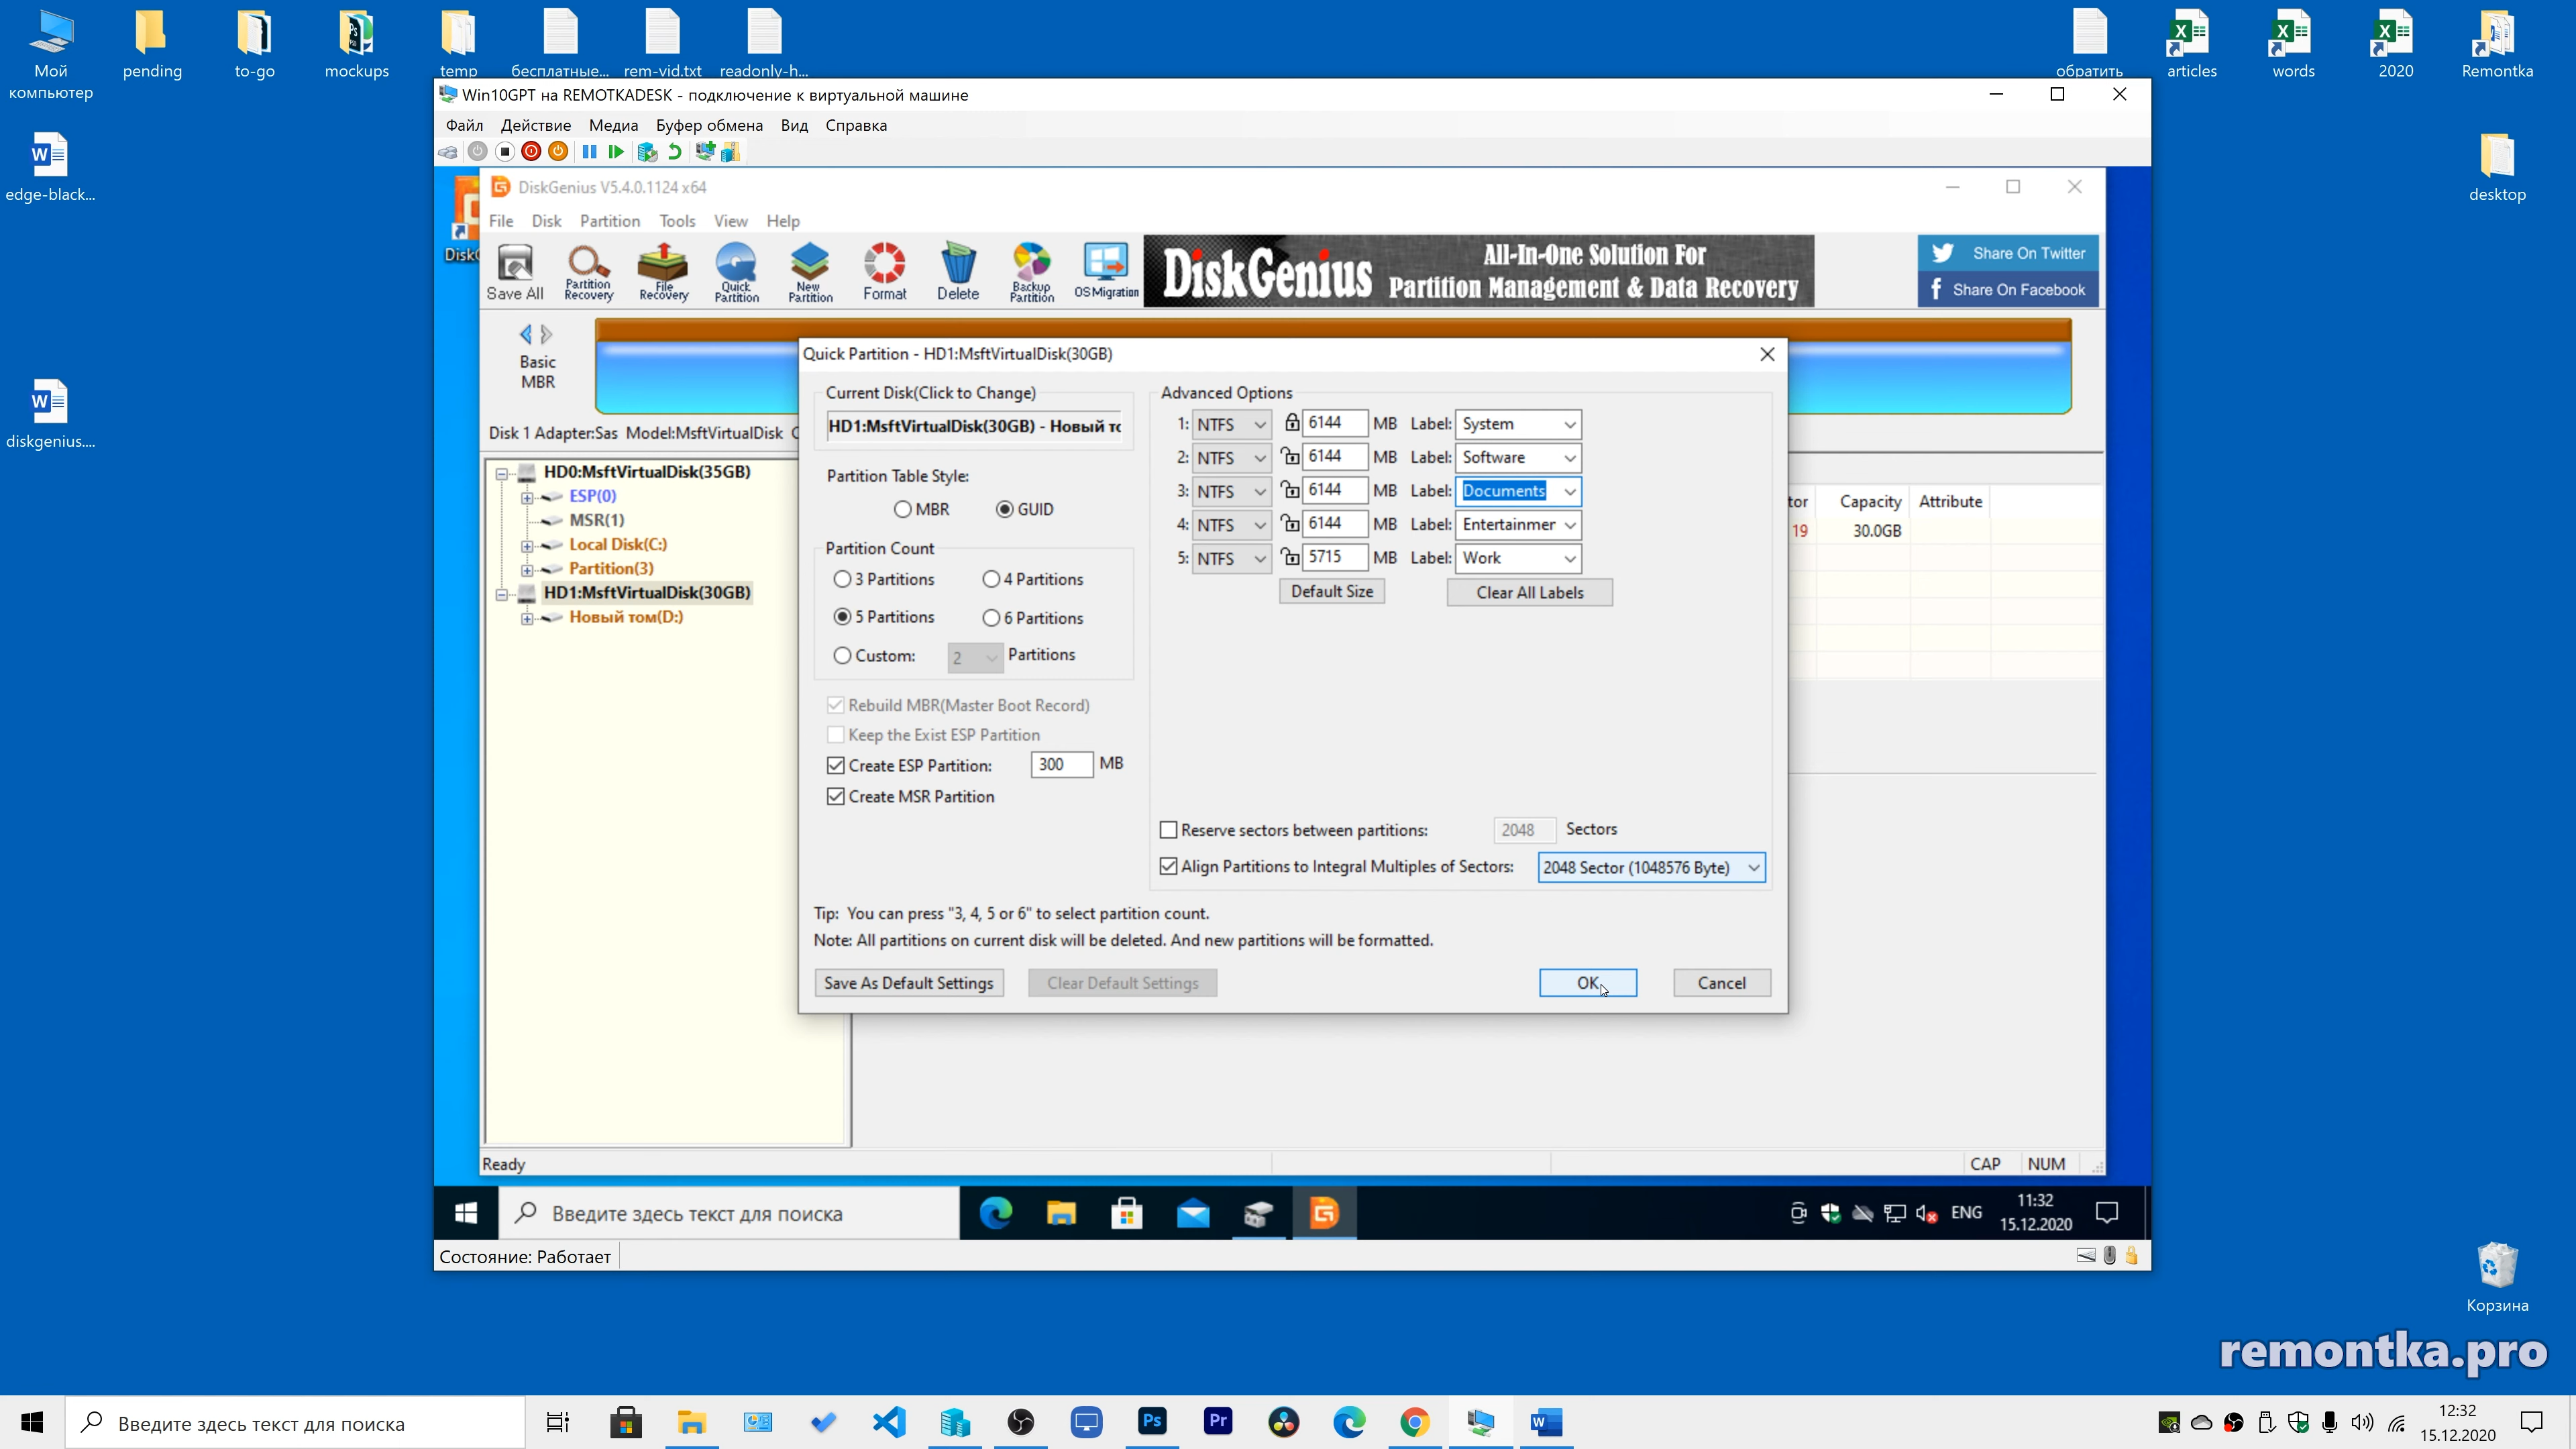 Мой
компьютер
pending
to-go
mockups
temp
бесплатные...
rem-vid.txt
readonly-h...
обратить
articles
words
2020
Remontka
edge-black...
desktop
diskgenius....
Win10GPT на REMOTKADESK - подключение к виртуальной машине
Файл Действие Медиа Буфер обмена Вид Справка
DiskGenius V5.4.0.1124 x64
File Disk Partition Tools View Help
Save All
Partition
Recovery
File
Recovery
Quick
Partition
New
Partition
Format
Delete
Backup
Partition
OS Migration
DiskGenius
All-In-One Solution For
Partition Management & Data Recovery
Share On Twitter
Share On Facebook
Basic
MBR
Disk 1 Adapter:Sas Model:MsftVirtualDisk
HD0:MsftVirtualDisk(35GB)
ESP(0)
MSR(1)
Local Disk(C:)
Partition(3)
HD1:MsftVirtualDisk(30GB)
Новый том(D:)
Quick Partition - HD1:MsftVirtualDisk(30GB)
Current Disk(Click to Change)
HD1:MsftVirtualDisk(30GB) - Новый то
Partition Table Style:
MBR GUID
Partition Count
3 Partitions 4 Partitions
5 Partitions 6 Partitions
Custom: 2 Partitions
Rebuild MBR(Master Boot Record)
Keep the Exist ESP Partition
Create ESP Partition: 300 MB
Create MSR Partition
Advanced Options
1: NTFS 6144 MB Label: System
2: NTFS 6144 MB Label: Software
3: NTFS 6144 MB Label: Documents
4: NTFS 6144 MB Label: Entertainmer
5: NTFS 5715 MB Label: Work
Default Size Clear All Labels
Reserve sectors between partitions: 2048 Sectors
Align Partitions to Integral Multiples of Sectors: 2048 Sector (1048576 Byte)
Tip: You can press "3, 4, 5 or 6" to select partition count.
Note: All partitions on current disk will be deleted. And new partitions will be formatted.
Save As Default Settings Clear Default Settings OK Cancel
tor Capacity Attribute
19 30.0GB
Ready CAP NUM
Введите здесь текст для поиска
ENG
11:32
15.12.2020
Состояние: Работает
Корзина
remontka.pro
Введите здесь текст для поиска
Ps
Pr
12:32
15.12.2020